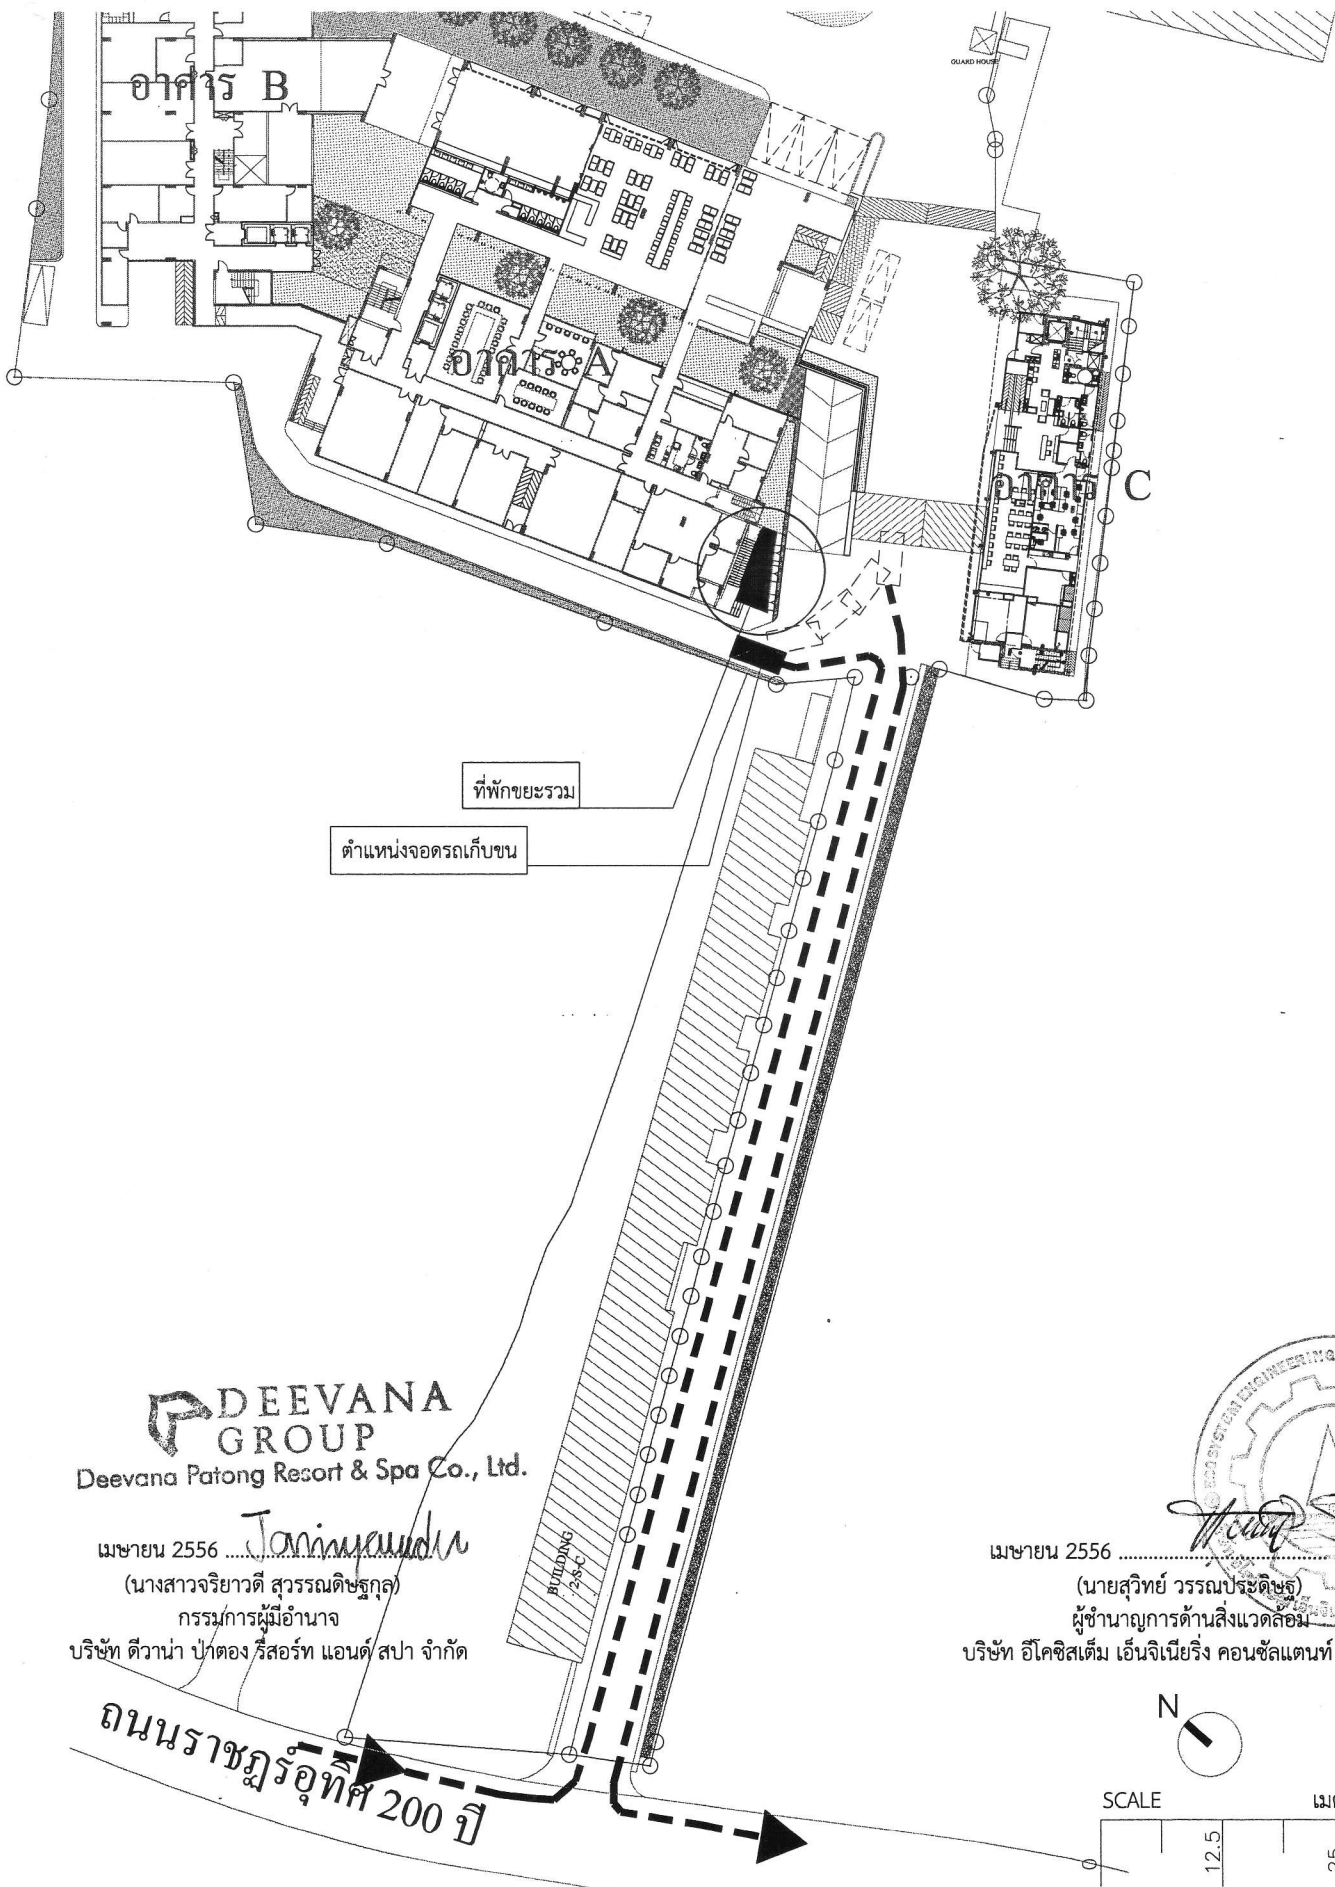 GUARD HOUSE
อาคาร B
อาคาร A
อาคาร C
ที่พักขยะรวม
ตำแหน่งจอดรถเก็บขน
DEEVANA
GROUP
Deevana Patong Resort & Spa Co., Ltd.
เมษายน 2556
(นางสาวจริยาวดี สุวรรณดิษฐกุล)
กรรมการผู้มีอำนาจ
บริษัท ดีวาน่า ป่าตอง รีสอร์ท แอนด์ สปา จำกัด
BUILDING
2-S-C
ECO SYSTEM ENGINEERING
เมษายน 2556
(นายสุวิทย์ วรรณประดิษฐ)
ผู้ชำนาญการด้านสิ่งแวดล้อม
บริษัท อีโคซิสเต็ม เอ็นจิเนียริ่ง คอนซัลแตนท์
ถนนราชฎร์อุทิศ 200 ปี
N
SCALE
0
12.5
25